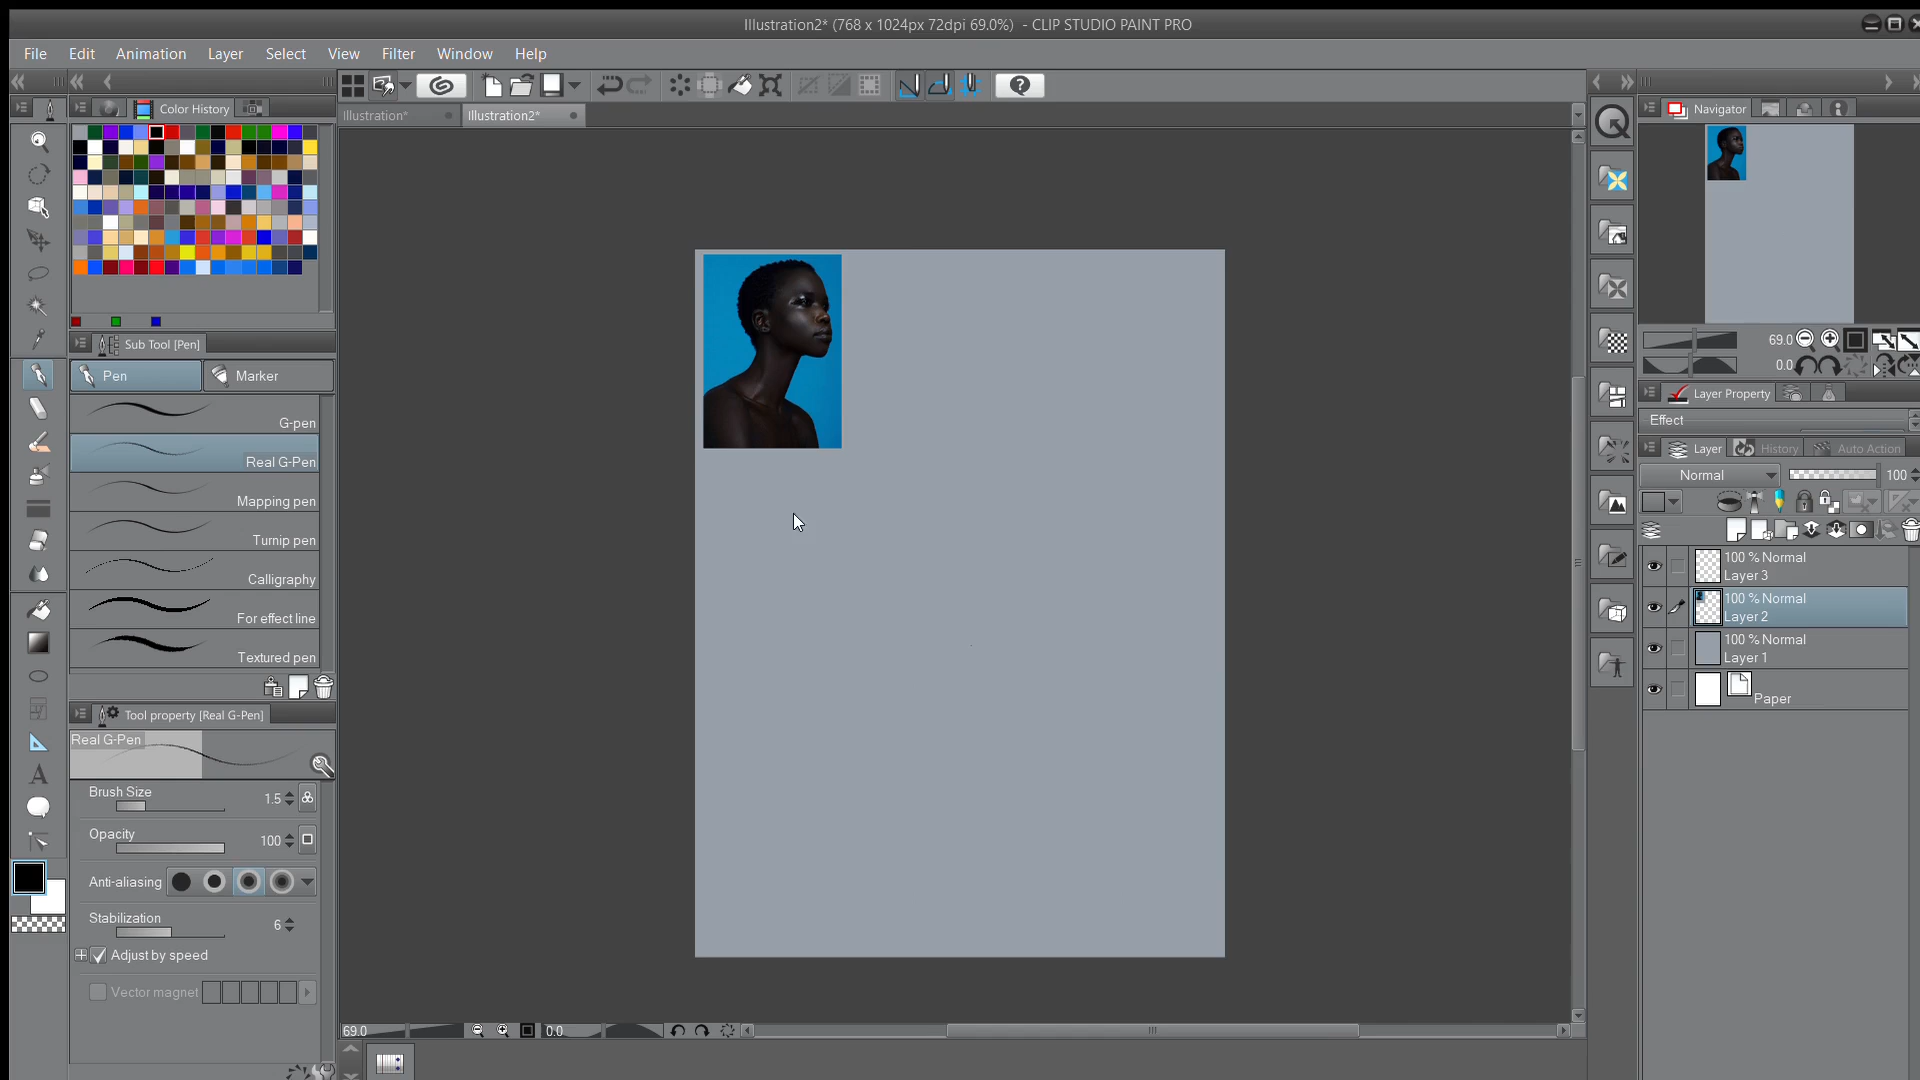 Illustration2* (768 x 1024px 72dpi 69.0%) - CLIP STUDIO PAINT PRO
File Edit Animation Layer Select View Filter Window Help
Color History
Illustration*
Illustration2*
Navigator
Sub Tool [Pen]
Pen
Marker
G-pen
Real G-Pen
Mapping pen
Turnip pen
Calligraphy
For effect line
Textured pen
Tool property [Real G-Pen]
Real G-Pen
Brush Size
1.5
Opacity
100
Anti-aliasing
Stabilization
6
Adjust by speed
Vector magnet
A
69.0
0.0
69.0
0.0
Layer Property
Effect
Layer
History
Auto Action
Normal
100
100 % Normal
Layer 3
100 % Normal
Layer 2
100 % Normal
Layer 1
Paper